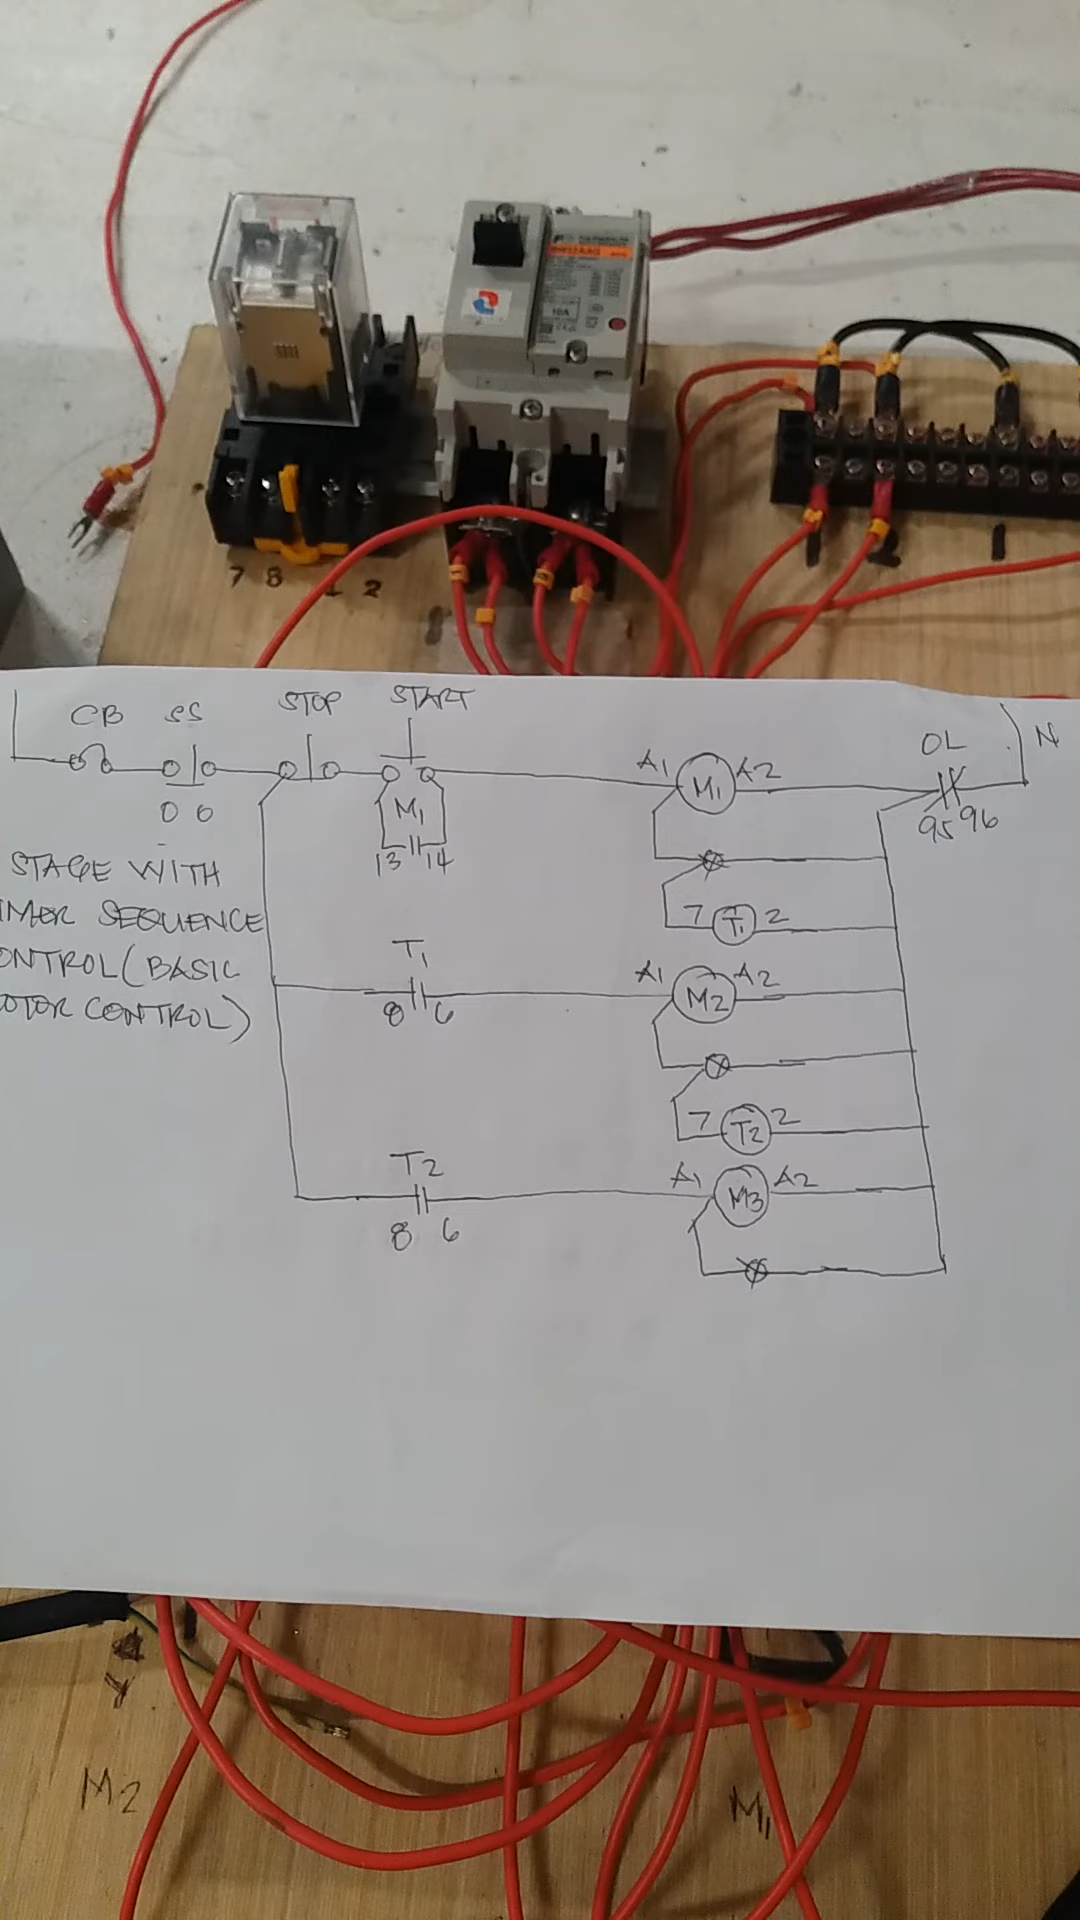 7 8 1 2
10A
CB SS STOP START
OL N
A1 M1 A2
95 96
O O
M1
13 14
STAGE WITH
IMER SEQUENCE
ONTROL (BASIC
OTOR CONTROL)
7 T1 2
T1
8 6
A1 M2 A2
7 T2 2
T2
8 6
A1 M3 A2
M2
M1